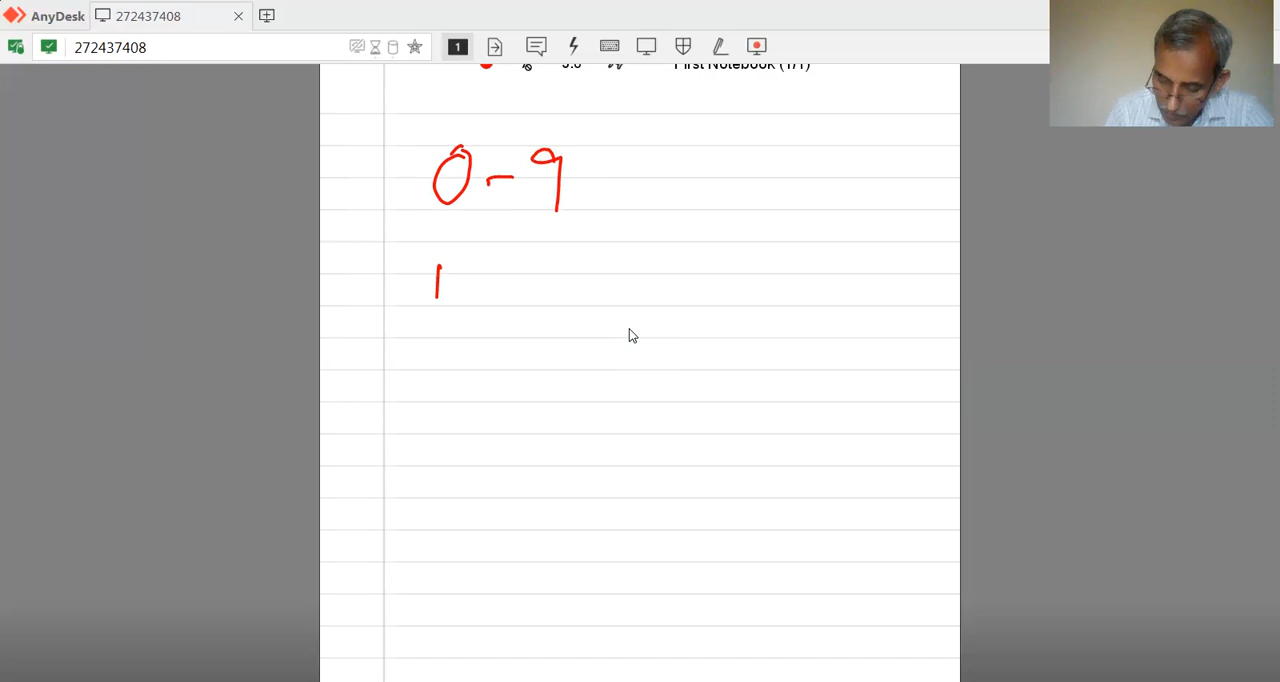 AnyDesk 272437408
272437408 1
First Notebook (1/1)
0 - 9
1